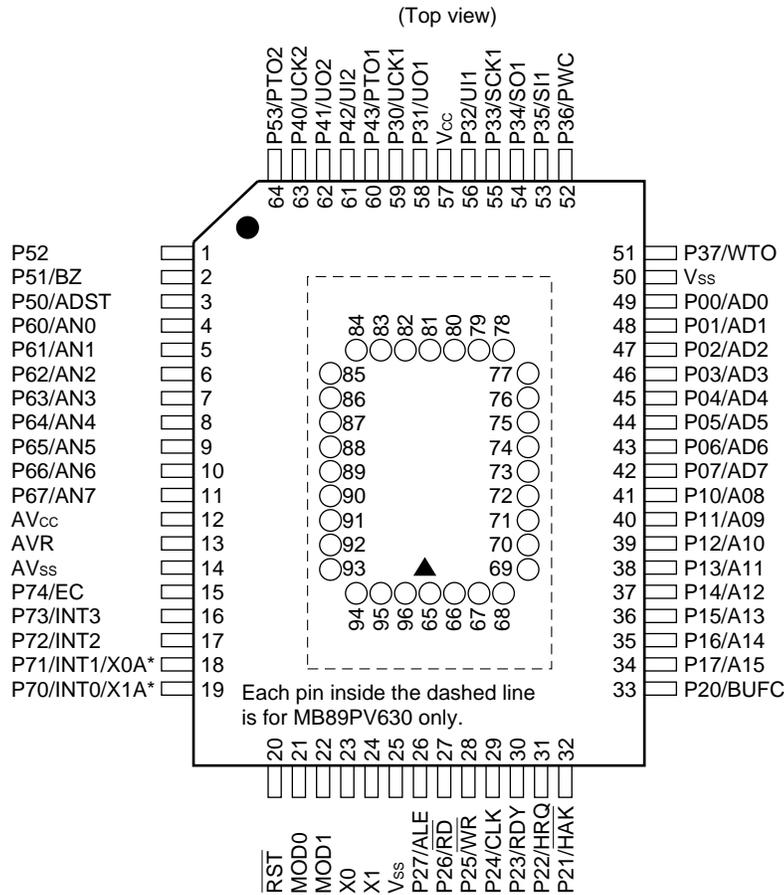 (Top view)
P53/PTO2
P40/UCK2
P41/UO2
P42/UI2
P43/PTO1
P30/UCK1
P31/UO1
Vcc
P32/UI1
P33/SCK1
P34/SO1
P35/SI1
P36/PWC
64
63
62
61
60
59
58
57
56
55
54
53
52
P52 1
P51/BZ 2
P50/ADST 3
P60/AN0 4
P61/AN1 5
P62/AN2 6
P63/AN3 7
P64/AN4 8
P65/AN5 9
P66/AN6 10
P67/AN7 11
AVcc 12
AVR 13
AVss 14
P74/EC 15
P73/INT3 16
P72/INT2 17
P71/INT1/X0A* 18
P70/INT0/X1A* 19
51 P37/WTO
50 Vss
49 P00/AD0
48 P01/AD1
47 P02/AD2
46 P03/AD3
45 P04/AD4
44 P05/AD5
43 P06/AD6
42 P07/AD7
41 P10/A08
40 P11/A09
39 P12/A10
38 P13/A11
37 P14/A12
36 P15/A13
35 P16/A14
34 P17/A15
33 P20/BUFC
84
83
82
81
80
79
78
85
86
87
88
89
90
91
92
93
77
76
75
74
73
72
71
70
69
94
95
96
65
66
67
68
Each pin inside the dashed line
is for MB89PV630 only.
20
21
22
23
24
25
26
27
28
29
30
31
32
RST
MOD0
MOD1
X0
X1
Vss
P27/ALE
P26/RD
P25/WR
P24/CLK
P23/RDY
P22/HRQ
P21/HAK